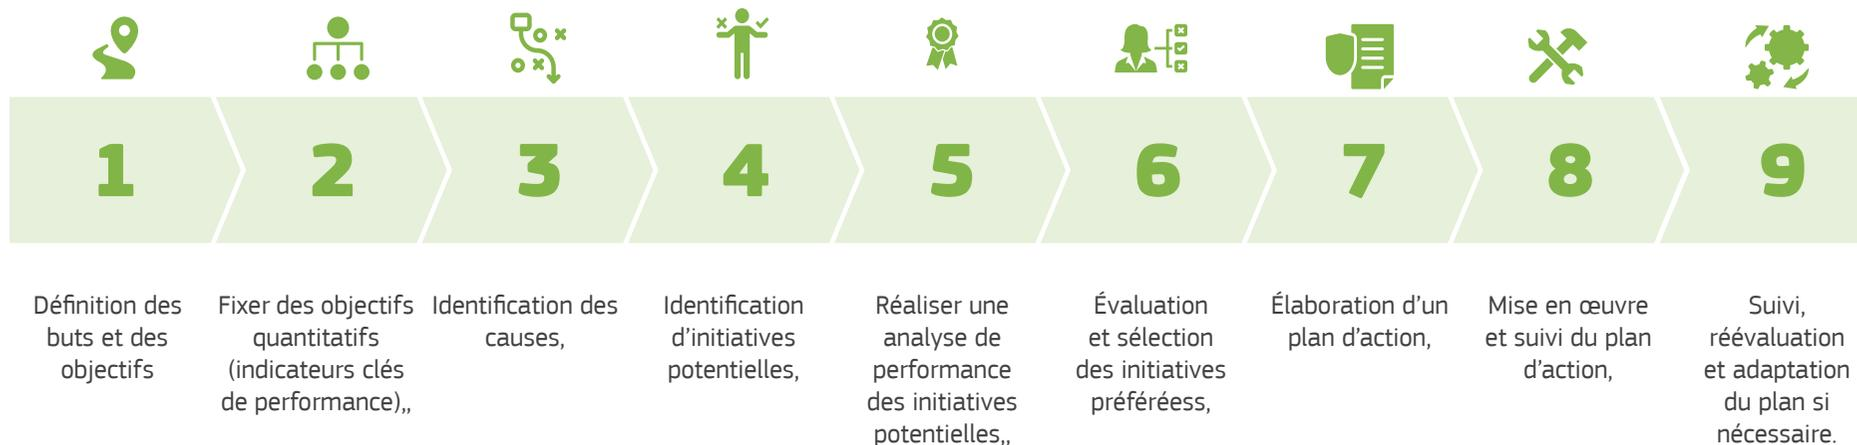 1
2
3
4
5
6
7
8
9
Définition des
buts et des
objectifs
Fixer des objectifs
quantitatifs
(indicateurs clés
de performance),,
Identification des
causes,
Identification
d'initiatives
potentielles,
Réaliser une
analyse de
performance
des initiatives
potentielles,,
Évaluation
et sélection
des initiatives
préféréess,
Élaboration d'un
plan d'action,
Mise en œuvre
et suivi du plan
d'action,
Suivi,
réévaluation
et adaptation
du plan si
nécessaire.